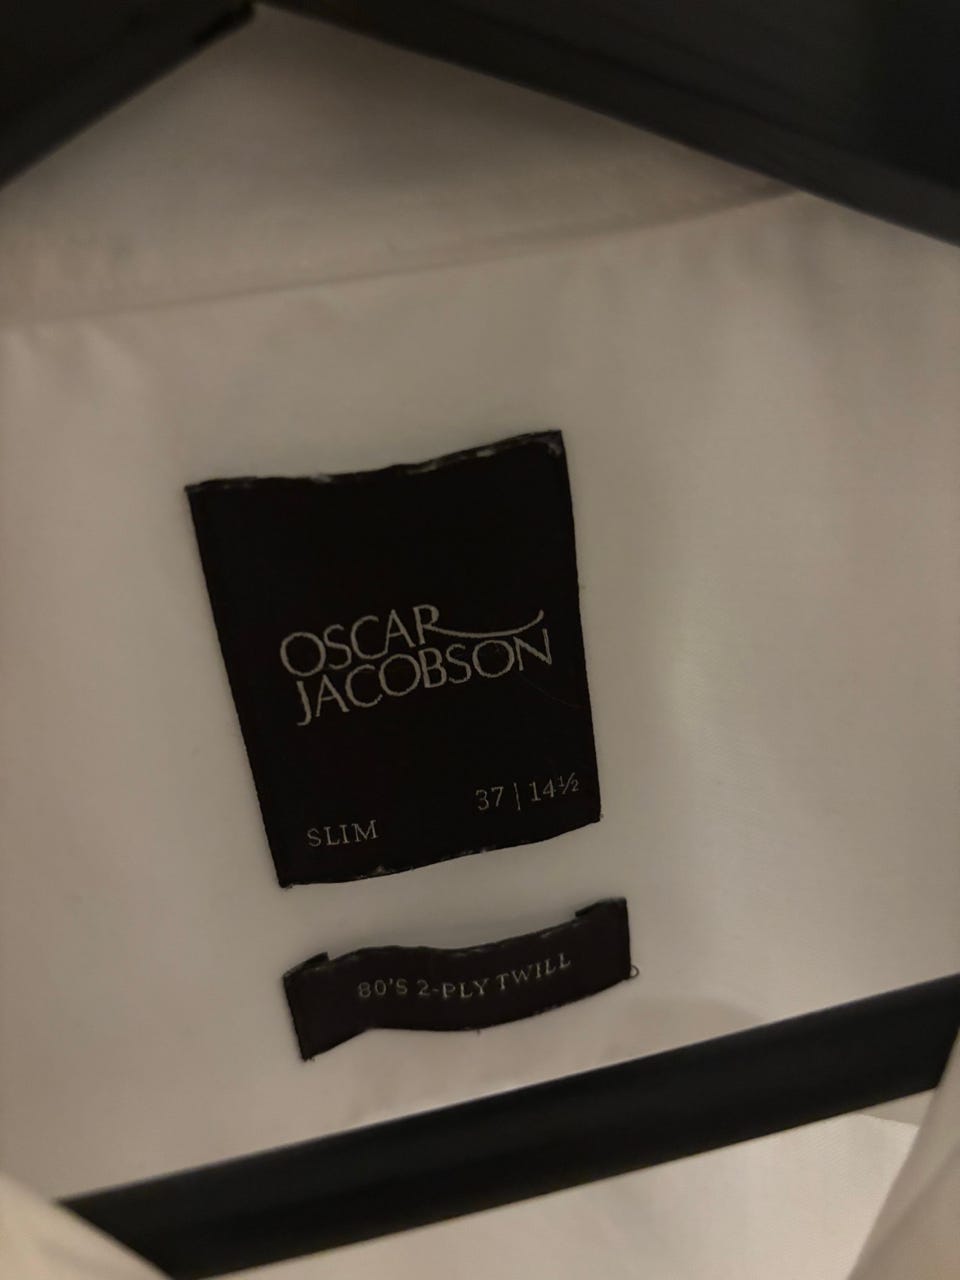 OSCAR
JACOBSON
SLIM 37 | 14½
80'S 2-PLY TWILL